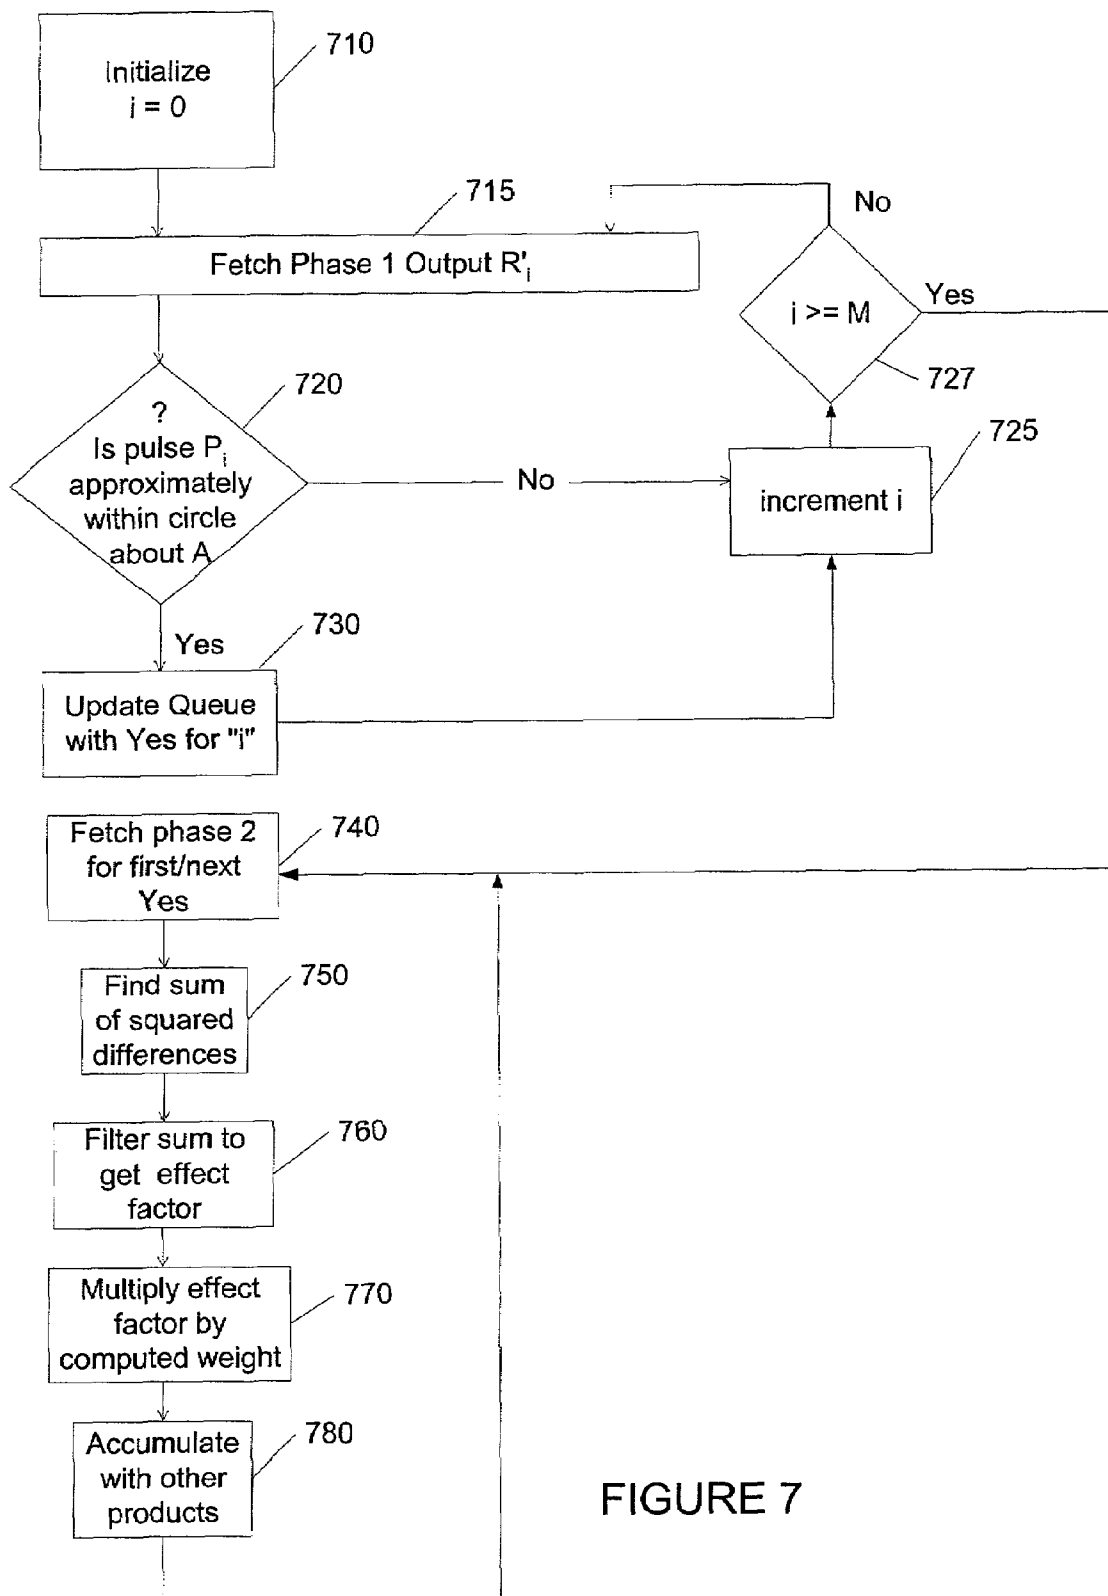 710
Initialize
i = 0
715
Fetch Phase 1 Output R'i
No
i >= M
Yes
727
720
?
Is pulse Pi
approximately
within circle
about A
No
725
increment i
Yes
730
Update Queue
with Yes for "i"
Fetch phase 2
for first/next
Yes
740
Find sum
of squared
differences
750
Filter sum to
get effect
factor
760
Multiply effect
factor by
computed weight
770
Accumulate
with other
products
780
FIGURE 7